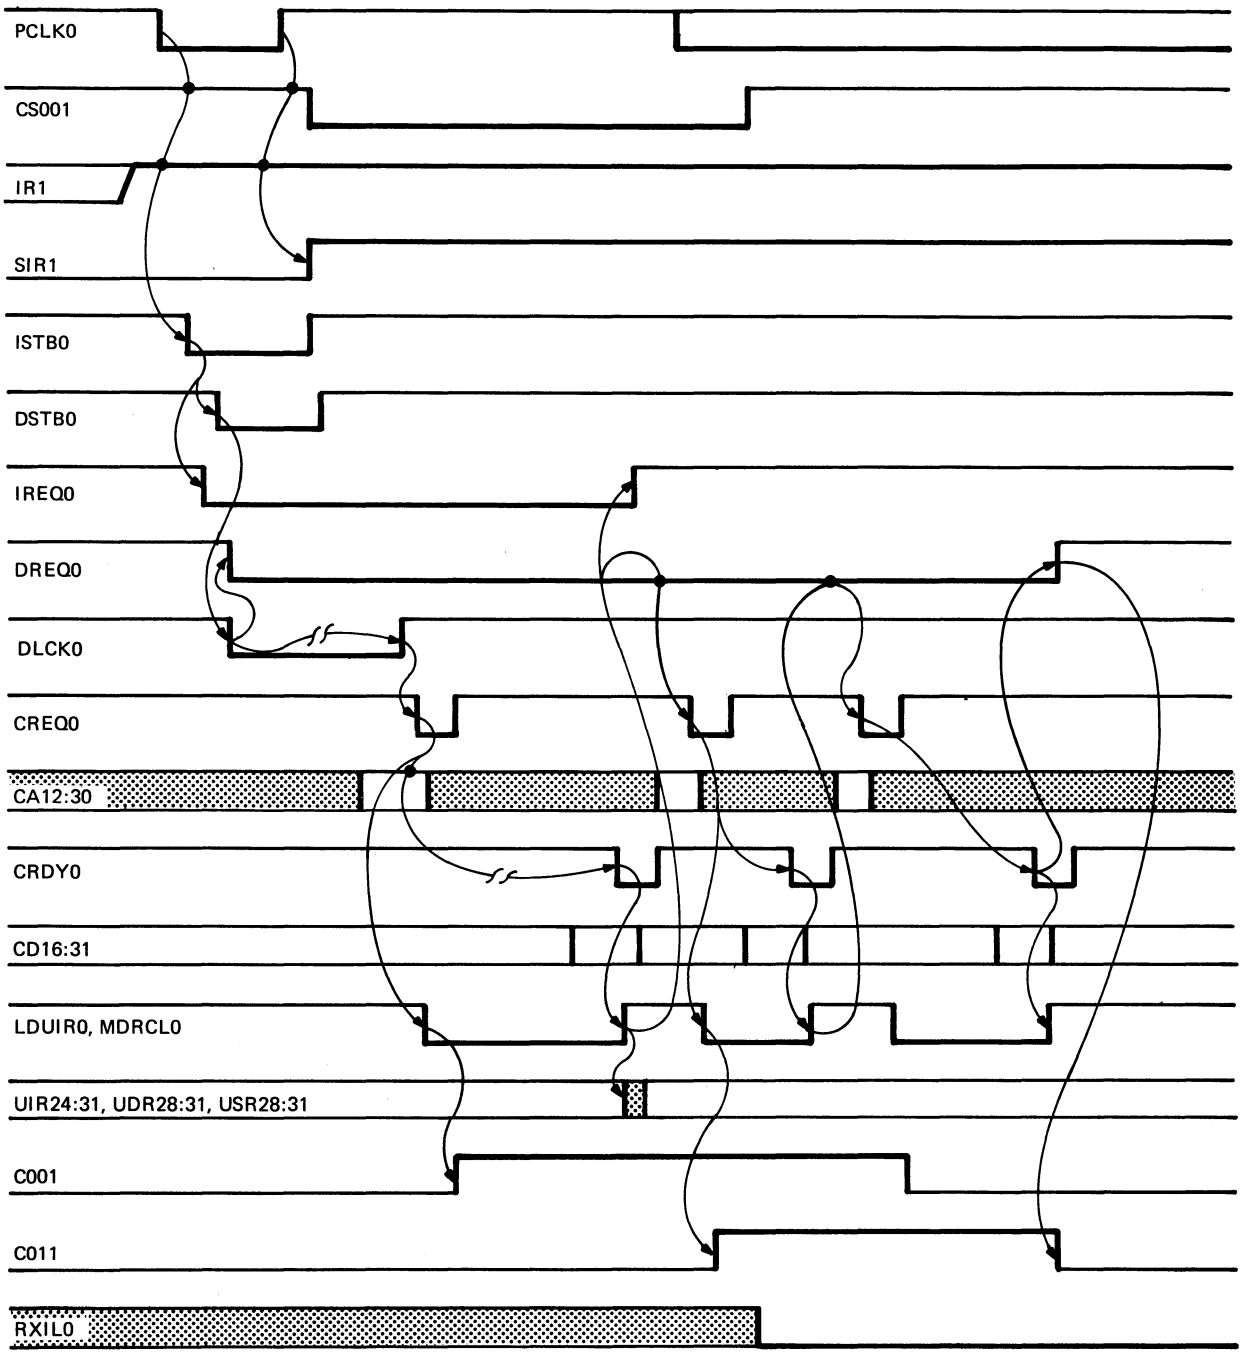 PCLK0
CS001
IR1
SIR1
ISTB0
DSTB0
IREQ0
DREQ0
DLCK0
CREQ0
CA12:30
CRDY0
CD16:31
LDUIR0, MDRCL0
UIR24:31, UDR28:31, USR28:31
C001
C011
RXIL0